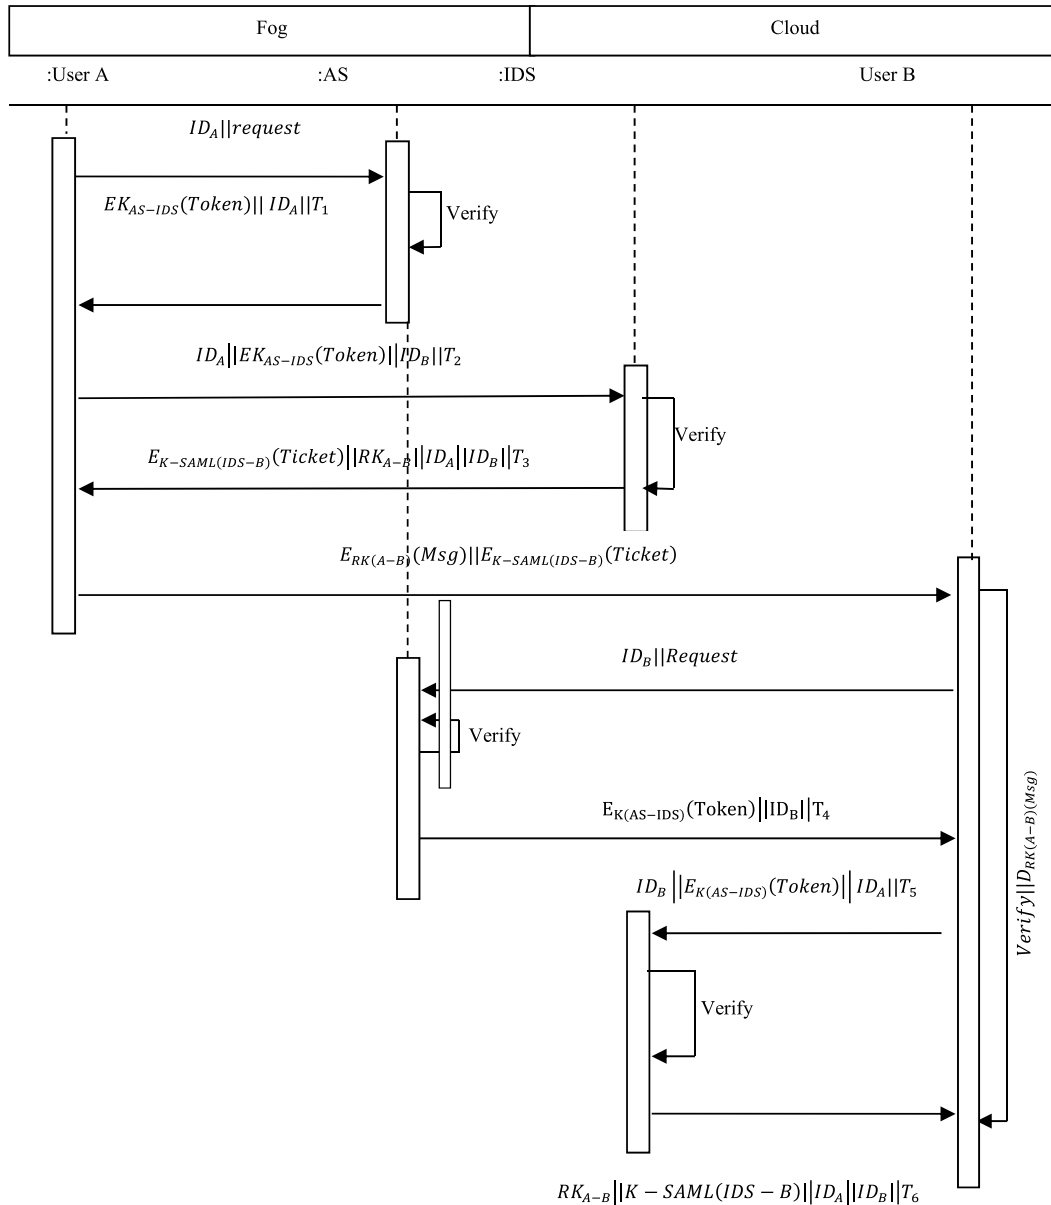 Fog Cloud
:User A :AS :IDS User B
ID_A||request
EK_{AS−IDS}(Token)|| ID_A||T_1
Verify
ID_A||EK_{AS−IDS}(Token)||ID_B||T_2
Verify
E_{K−SAML(IDS−B)}(Ticket)||RK_{A−B}||ID_A||ID_B||T_3
E_{RK(A−B)}(Msg)||E_{K−SAML(IDS−B)}(Ticket)
ID_B||Request
Verify
E_{K(AS−IDS)}(Token)||ID_B||T_4
Verify||D_{RK(A−B)(Msg)}
ID_B||E_{K(AS−IDS)}(Token)||ID_A||T_5
Verify
RK_{A−B}||K − SAML(IDS − B)||ID_A||ID_B||T_6